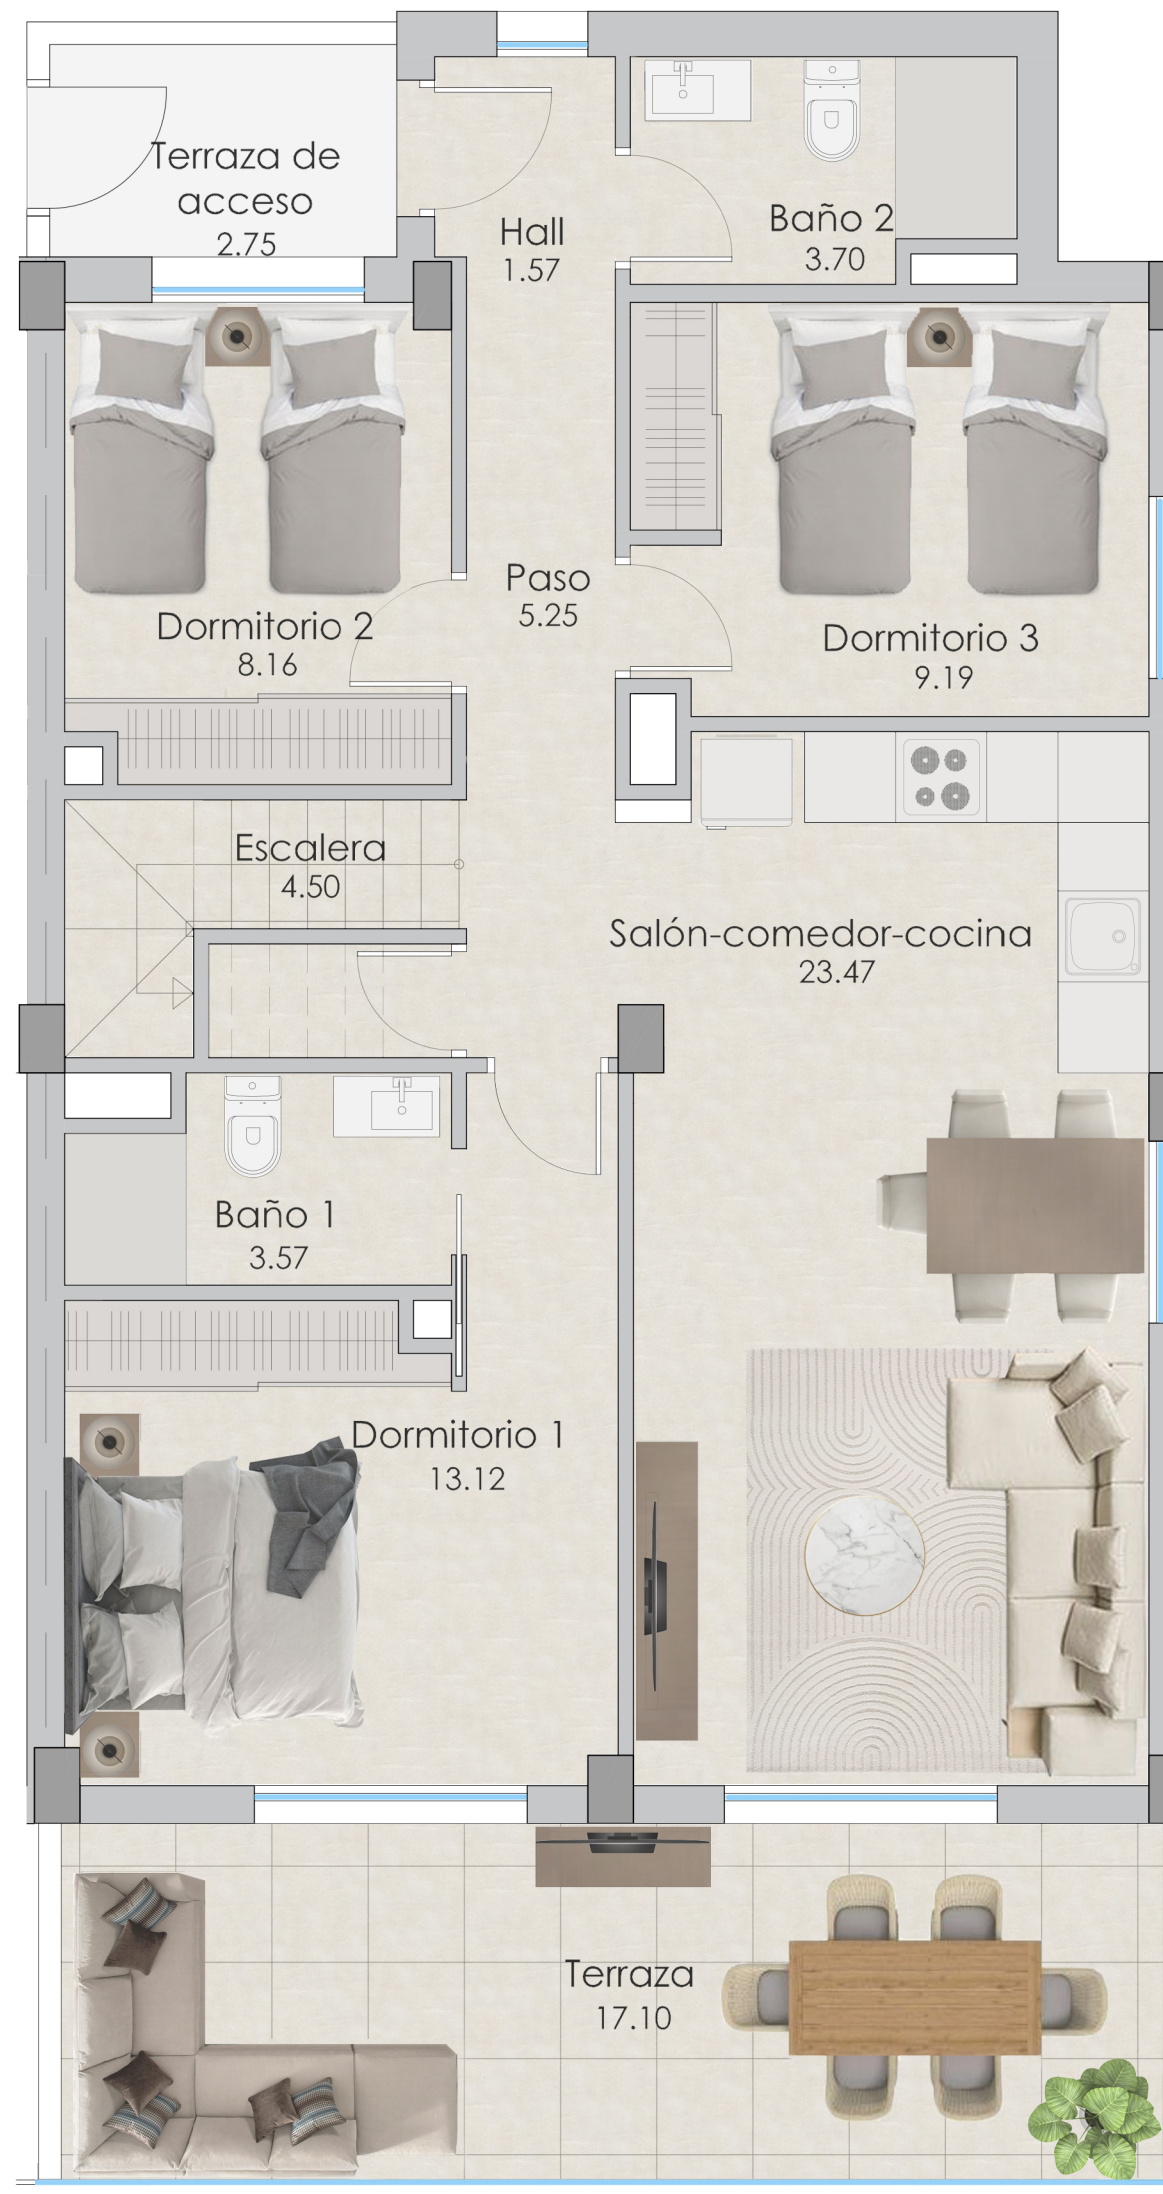 Terraza de
acceso
2.75
Hall
1.57
Baño 2
3.70
Paso
5.25
Dormitorio 2
8.16
Dormitorio 3
9.19
Escalera
4.50
Salón-comedor-cocina
23.47
Baño 1
3.57
Dormitorio 1
13.12
Terraza
17.10